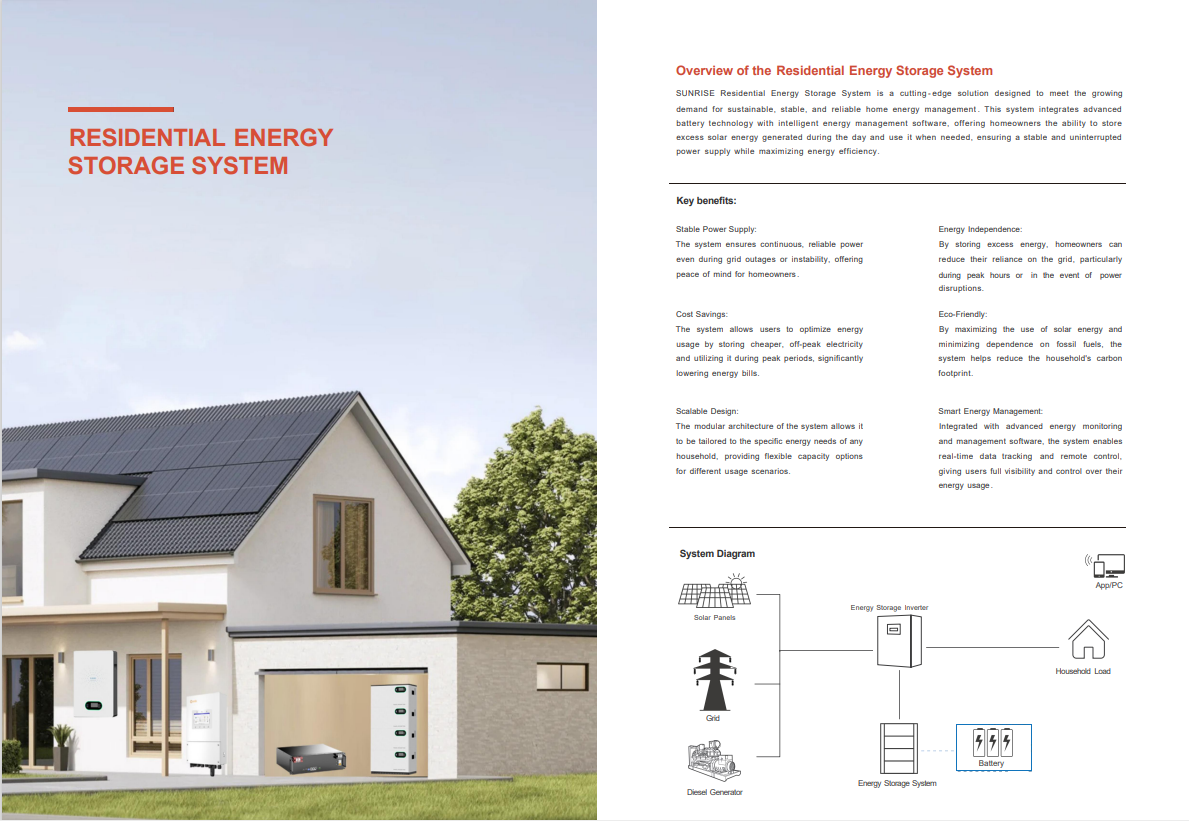 RESIDENTIAL ENERGY
STORAGE SYSTEM
Overview of the Residential Energy Storage System
SUNRISE Residential Energy Storage System is a cutting-edge solution designed to meet the growing
demand for sustainable, stable, and reliable home energy management. This system integrates advanced
battery technology with intelligent energy management software, offering homeowners the ability to store
excess solar energy generated during the day and use it when needed, ensuring a stable and uninterrupted
power supply while maximizing energy efficiency.
Key benefits:
Stable Power Supply:
The system ensures continuous, reliable power
even during grid outages or instability, offering
peace of mind for homeowners.
Energy Independence:
By storing excess energy, homeowners can
reduce their reliance on the grid, particularly
during peak hours or in the event of power
disruptions.
Cost Savings:
The system allows users to optimize energy
usage by storing cheaper, off-peak electricity
and utilizing it during peak periods, significantly
lowering energy bills.
Eco-Friendly:
By maximizing the use of solar energy and
minimizing dependence on fossil fuels, the
system helps reduce the household's carbon
footprint.
Scalable Design:
The modular architecture of the system allows it
to be tailored to the specific energy needs of any
household, providing flexible capacity options
for different usage scenarios.
Smart Energy Management:
Integrated with advanced energy monitoring
and management software, the system enables
real-time data tracking and remote control,
giving users full visibility and control over their
energy usage.
System Diagram
App/PC
Solar Panels
Energy Storage Inverter
Household Load
Grid
Battery
Energy Storage System
Diesel Generator